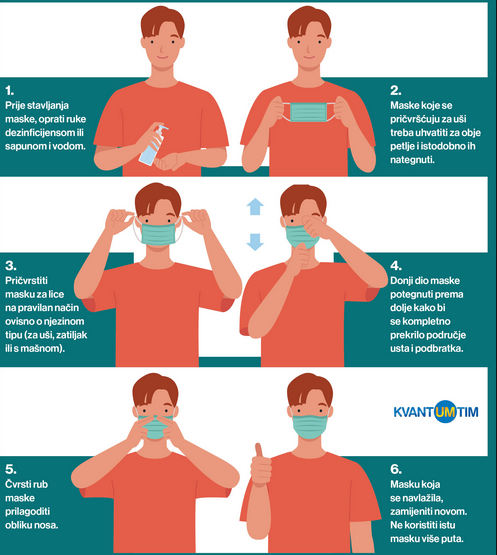 1.
Prije stavljanja
maske, oprati ruke
dezinficijensom ili
sapunom i vodom.
2.
Maske koje se
pričvršćuju za uši
treba uhvatiti za obje
petlje i istodobno ih
nategnuti.
3.
Pričvrstiti
masku za lice
na pravilan način
ovisno o njezinom
tipu (za uši, zatiljak
ili s mašnom).
4.
Donji dio maske
potegnuti prema
dolje kako bi
se kompletno
prekrilo područje
usta i podbratka.
KVANTUMTIM
5.
Čvrsti rub
maske
prilagoditi
obliku nosa.
6.
Masku koja
se navlažila,
zamijeniti novom.
Ne koristiti istu
masku više puta.